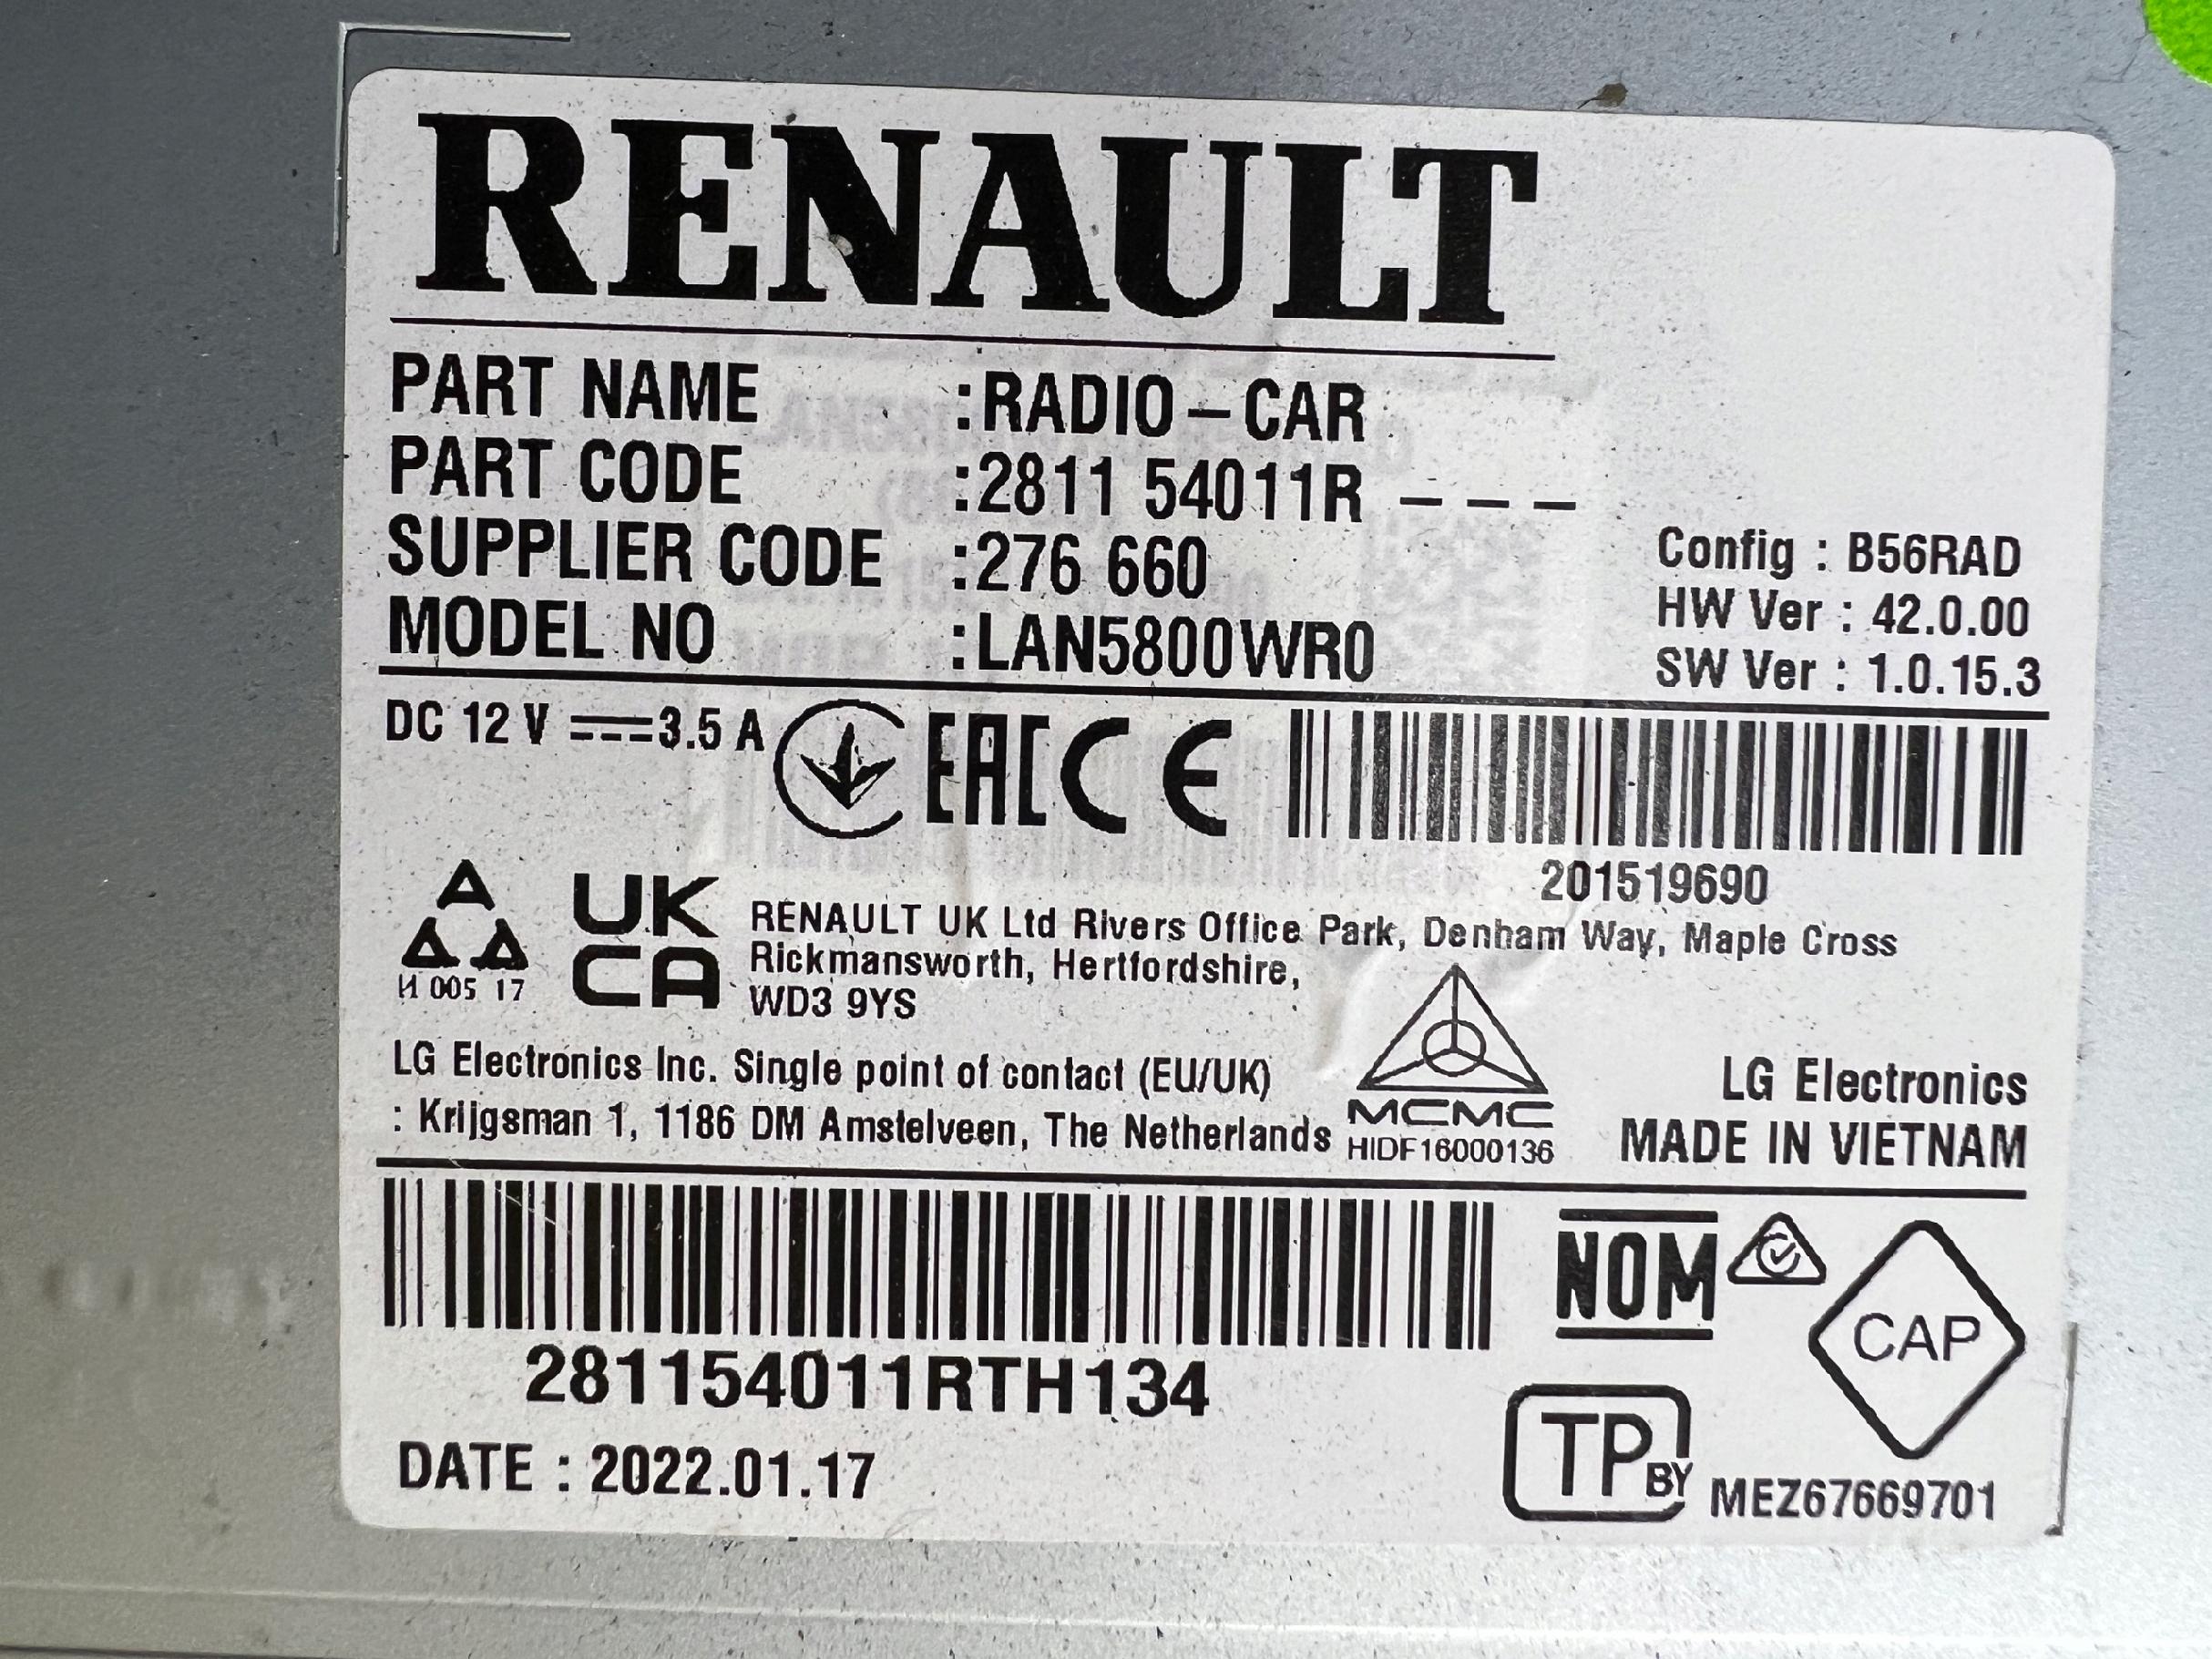 RENAULT
PART NAME :RADIO-CAR
PART CODE :2811 54011R ---
SUPPLIER CODE :276 660
MODEL NO :LAN5800WR0
Config : B56RAD
HW Ver : 42.0.00
SW Ver : 1.0.15.3
DC 12 V 3.5 A
EAC CE
201519690
И 005 17
UK
CA
RENAULT UK Ltd Rivers Office Park, Denham Way, Maple Cross
Rickmansworth, Hertfordshire,
WD3 9YS
LG Electronics Inc. Single point of contact (EU/UK)
: Krijgsman 1, 1186 DM Amstelveen, The Netherlands
MCMC
HIDF16000136
LG Electronics
MADE IN VIETNAM
281154011RTH134
NOM
CAP
DATE : 2022.01.17
TP BY
MEZ67669701